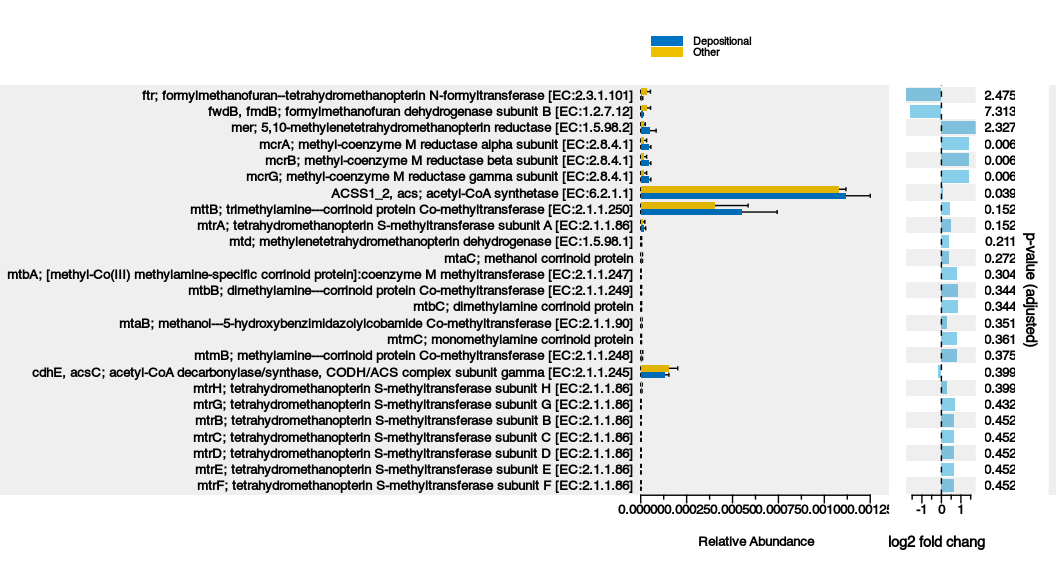 Depositional
Other
ftr; formylmethanofuran--tetrahydromethanopterin N-formyltransferase [EC:2.3.1.101] 2.475
fwdB, fmdB; formylmethanofuran dehydrogenase subunit B [EC:1.2.7.12] 7.313
mer; 5,10-methylenetetrahydromethanopterin reductase [EC:1.5.98.2] 2.327
mcrA; methyl-coenzyme M reductase alpha subunit [EC:2.8.4.1] 0.006
mcrB; methyl-coenzyme M reductase beta subunit [EC:2.8.4.1] 0.006
mcrG; methyl-coenzyme M reductase gamma subunit [EC:2.8.4.1] 0.006
ACSS1_2, acs; acetyl-CoA synthetase [EC:6.2.1.1] 0.039
mttB; trimethylamine---corrinoid protein Co-methyltransferase [EC:2.1.1.250] 0.152
mtrA; tetrahydromethanopterin S-methyltransferase subunit A [EC:2.1.1.86] 0.152
mtd; methylenetetrahydromethanopterin dehydrogenase [EC:1.5.98.1] 0.211
mtaC; methanol corrinoid protein 0.272
mtbA; [methyl-Co(III) methylamine-specific corrinoid protein]:coenzyme M methyltransferase [EC:2.1.1.247] 0.304
mtbB; dimethylamine---corrinoid protein Co-methyltransferase [EC:2.1.1.249] 0.344
mtbC; dimethylamine corrinoid protein 0.344
mtaB; methanol---5-hydroxybenzimidazolylcobamide Co-methyltransferase [EC:2.1.1.90] 0.351
mtmC; monomethylamine corrinoid protein 0.361
mtmB; methylamine---corrinoid protein Co-methyltransferase [EC:2.1.1.248] 0.375
cdhE, acsC; acetyl-CoA decarbonylase/synthase, CODH/ACS complex subunit gamma [EC:2.1.1.245] 0.399
mtrH; tetrahydromethanopterin S-methyltransferase subunit H [EC:2.1.1.86] 0.399
mtrG; tetrahydromethanopterin S-methyltransferase subunit G [EC:2.1.1.86] 0.432
mtrB; tetrahydromethanopterin S-methyltransferase subunit B [EC:2.1.1.86] 0.452
mtrC; tetrahydromethanopterin S-methyltransferase subunit C [EC:2.1.1.86] 0.452
mtrD; tetrahydromethanopterin S-methyltransferase subunit D [EC:2.1.1.86] 0.452
mtrE; tetrahydromethanopterin S-methyltransferase subunit E [EC:2.1.1.86] 0.452
mtrF; tetrahydromethanopterin S-methyltransferase subunit F [EC:2.1.1.86] 0.452
p-value (adjusted)
0.00000 0.00025 0.00050 0.00075 0.00100 0.00125
-1 0 1
Relative Abundance
log2 fold chang